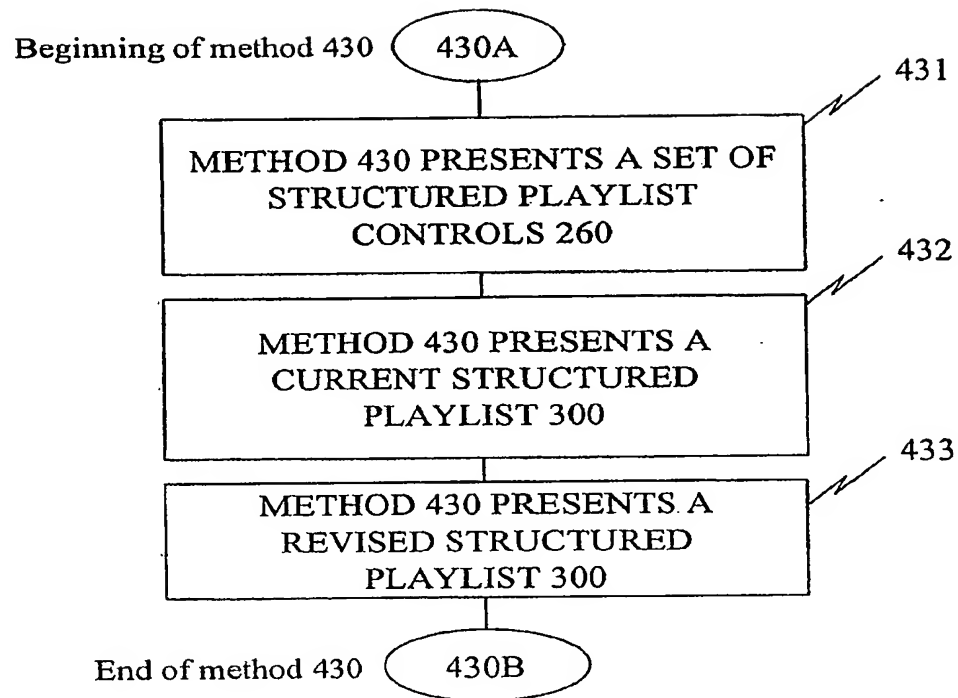 Beginning of method 430
430A
431
METHOD 430 PRESENTS A SET OF
STRUCTURED PLAYLIST
CONTROLS 260
432
METHOD 430 PRESENTS A
CURRENT STRUCTURED
PLAYLIST 300
433
METHOD 430 PRESENTS A
REVISED STRUCTURED
PLAYLIST 300
End of method 430
430B